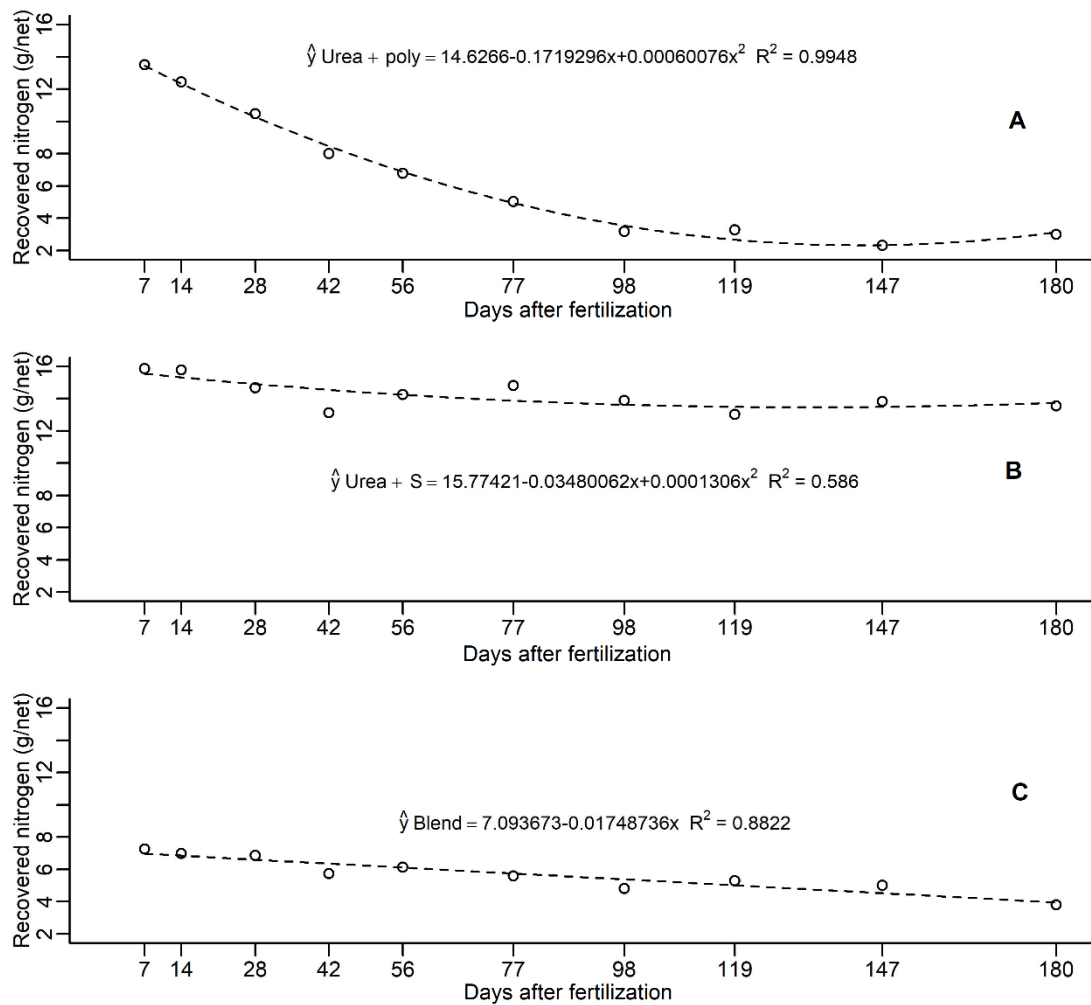 ŷ Urea + poly = 14.6266-0.1719296x+0.00060076x² R² = 0.9948
A
Recovered nitrogen (g/net)
16
12
8
6
4
2
7 14 28 42 56 77 98 119 147 180
Days after fertilization
ŷ Urea + S = 15.77421-0.03480062x+0.0001306x² R² = 0.586
B
Recovered nitrogen (g/net)
16
12
8
6
4
2
7 14 28 42 56 77 98 119 147 180
Days after fertilization
ŷ Blend = 7.093673-0.01748736x R² = 0.8822
C
Recovered nitrogen (g/net)
16
12
8
6
4
2
7 14 28 42 56 77 98 119 147 180
Days after fertilization